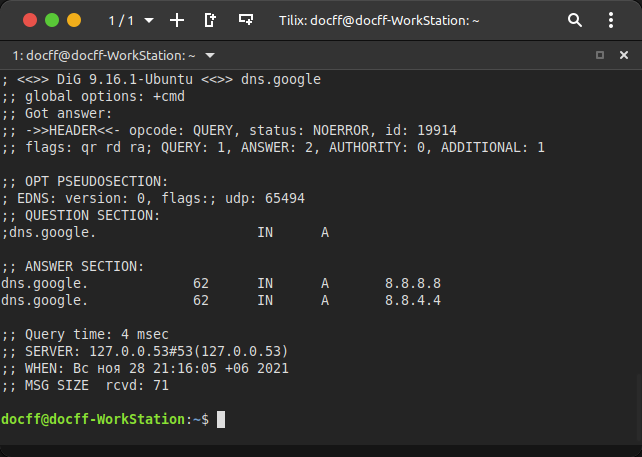 1 / 1
Tilix: docff@docff-WorkStation: ~
1: docff@docff-WorkStation: ~
; <<>> DiG 9.16.1-Ubuntu <<>> dns.google
;; global options: +cmd
;; Got answer:
;; ->>HEADER<<- opcode: QUERY, status: NOERROR, id: 19914
;; flags: qr rd ra; QUERY: 1, ANSWER: 2, AUTHORITY: 0, ADDITIONAL: 1
;; OPT PSEUDOSECTION:
; EDNS: version: 0, flags:; udp: 65494
;; QUESTION SECTION:
;dns.google. IN A
;; ANSWER SECTION:
dns.google. 62 IN A 8.8.8.8
dns.google. 62 IN A 8.8.4.4
;; Query time: 4 msec
;; SERVER: 127.0.0.53#53(127.0.0.53)
;; WHEN: Вс ноя 28 21:16:05 +06 2021
;; MSG SIZE rcvd: 71
docff@docff-WorkStation:~$